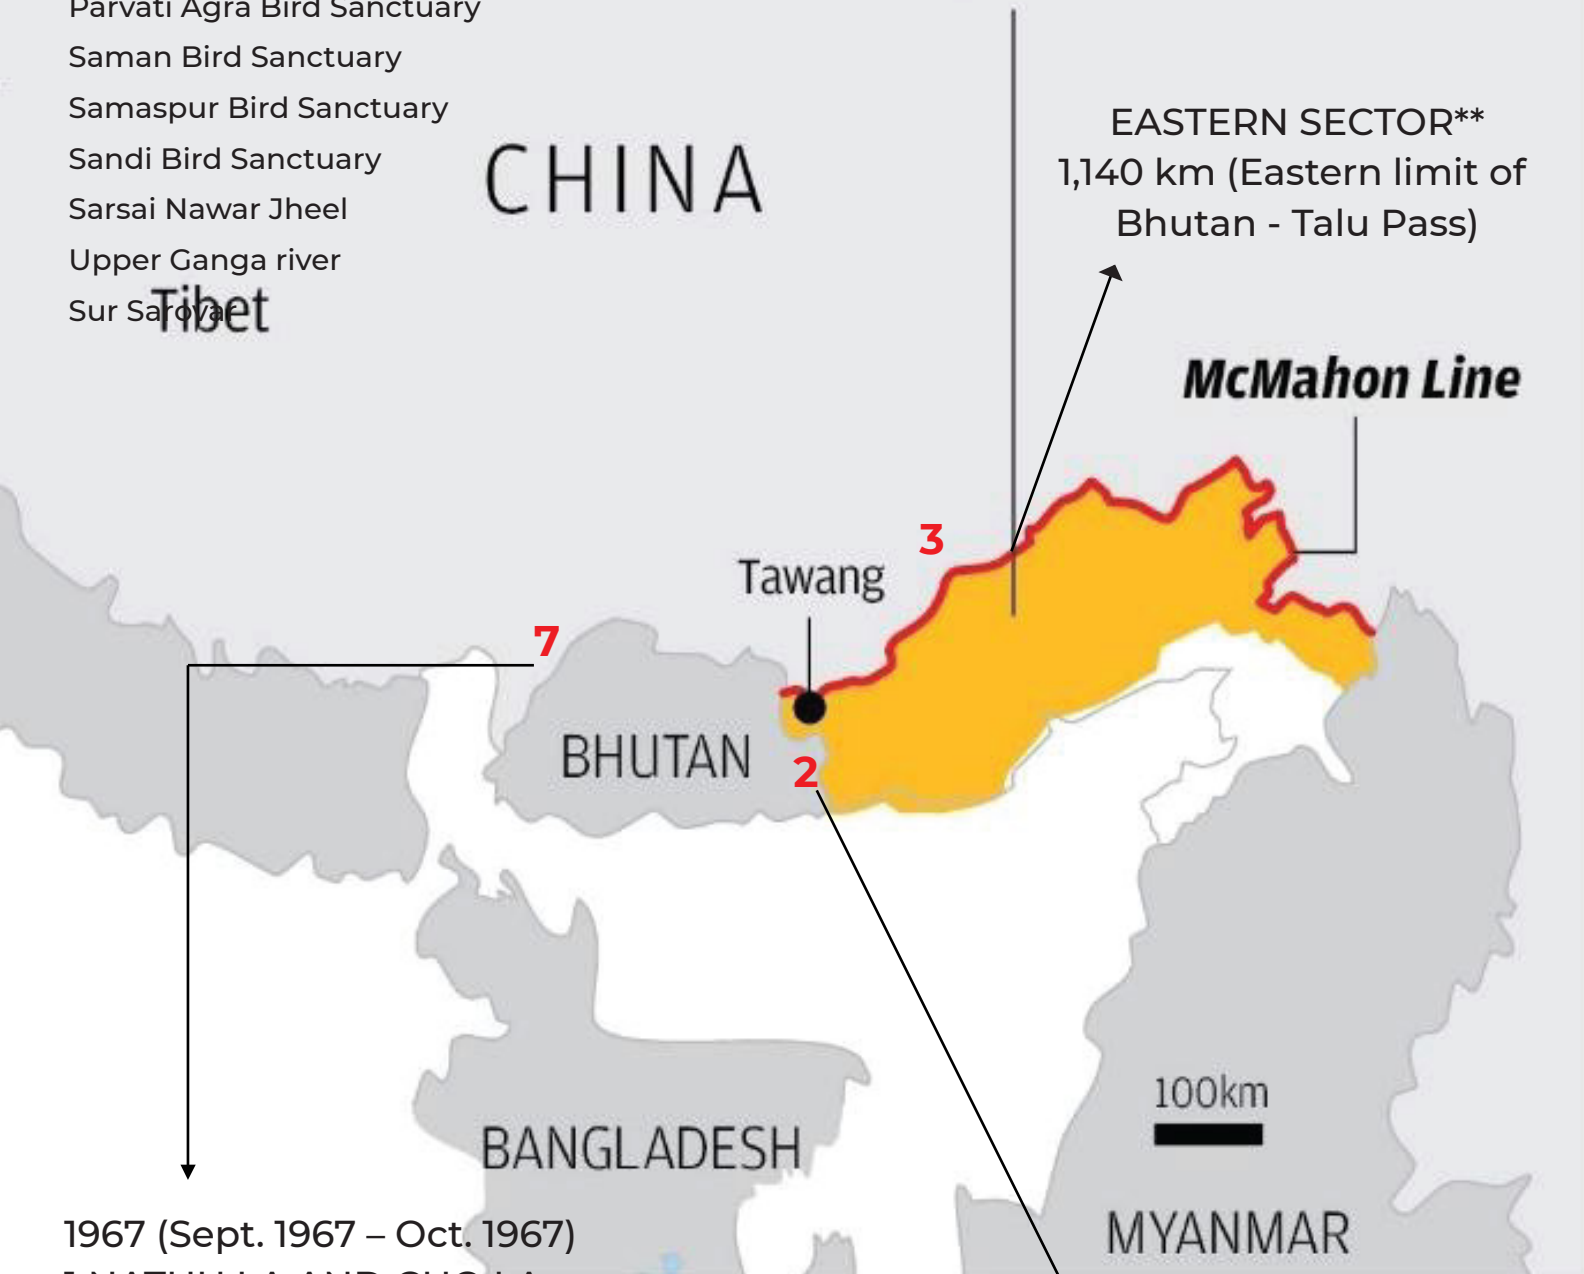 Parvati Agra Bird Sanctuary
Saman Bird Sanctuary
Samaspur Bird Sanctuary
Sandi Bird Sanctuary
Sarsai Nawar Jheel
Upper Ganga river
Sur Sarovar
CHINA
Tibet
EASTERN SECTOR**
1,140 km (Eastern limit of
Bhutan - Talu Pass)
McMahon Line
3
Tawang
7
BHUTAN
2
100km
BANGLADESH
MYANMAR
1967 (Sept. 1967 – Oct. 1967)